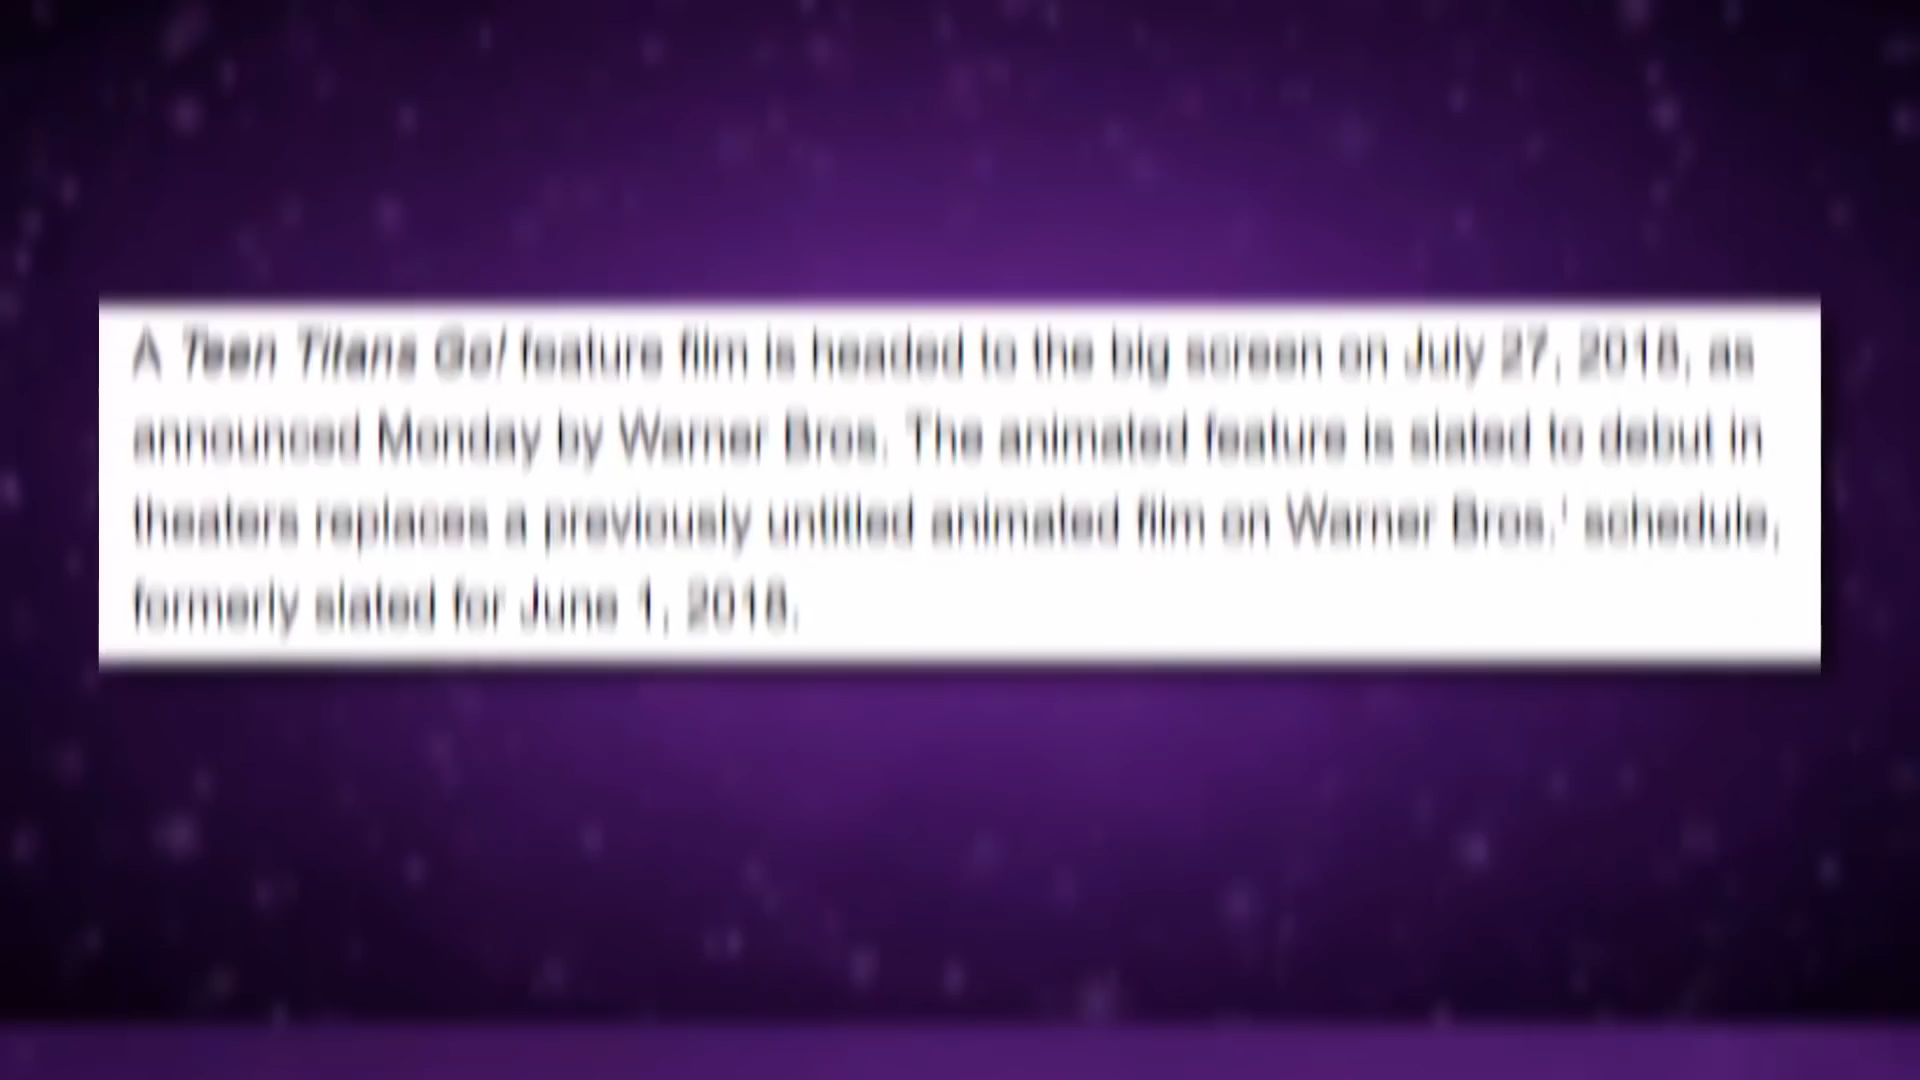 A Teen Titans Go! feature film is headed to the big screen on July 27, 2018, as
announced Monday by Warner Bros. The animated feature is slated to debut in
theaters replaces a previously untitled animated film on Warner Bros.' schedule,
formerly slated for June 1, 2018.